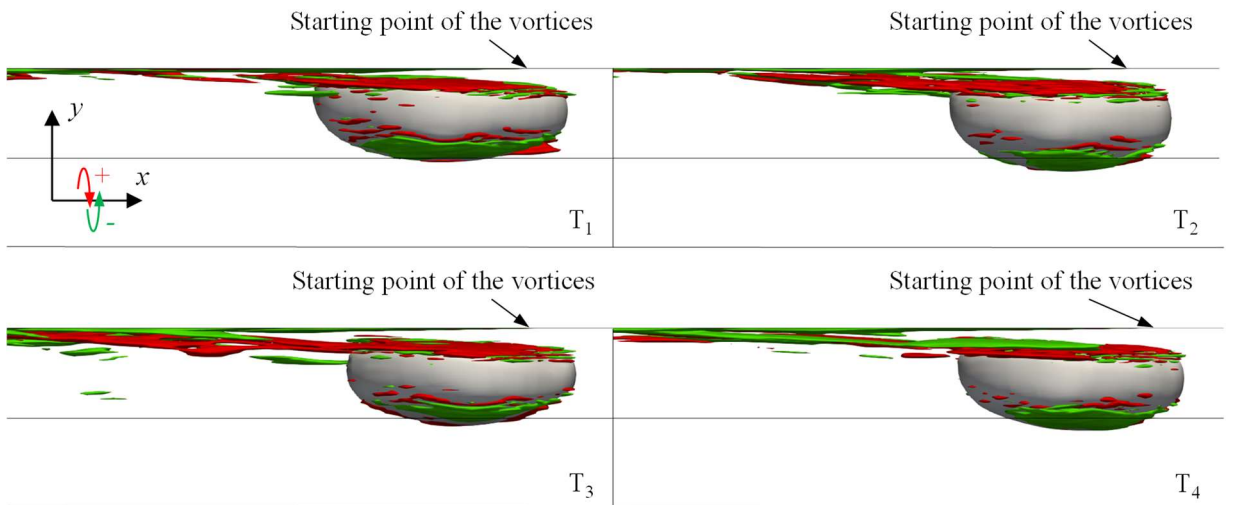 Starting point of the vortices
Starting point of the vortices
y
+
x
-
T1
T2
Starting point of the vortices
Starting point of the vortices
T3
T4